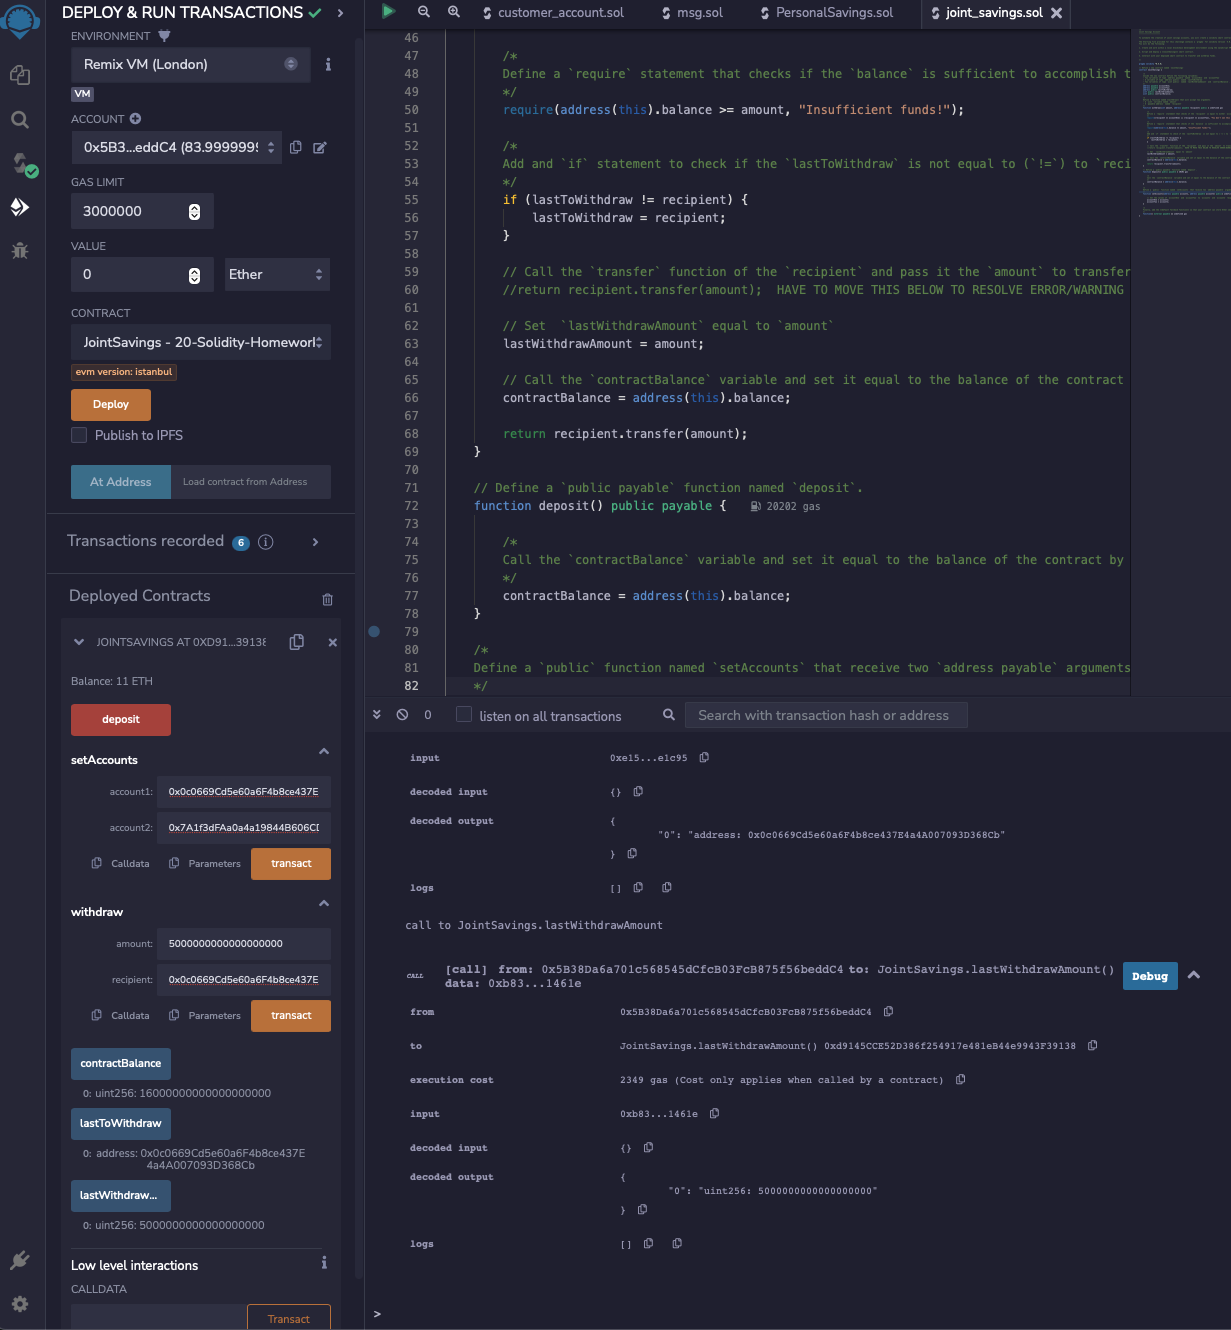 DEPLOY & RUN TRANSACTIONS
ENVIRONMENT
Remix VM (London)
VM
ACCOUNT
0x5B3...eddC4 (83.9999999
GAS LIMIT
3000000
VALUE
0
Ether
CONTRACT
JointSavings - 20-Solidity-Homework
evm version: istanbul
Deploy
Publish to IPFS
At Address
Load contract from Address
Transactions recorded 6
Deployed Contracts
JOINTSAVINGS AT 0XD91...39138
Balance: 11 ETH
deposit
setAccounts
account1: 0x0c0669Cd5e60a6F4b8ce437E
account2: 0x7A1f3dFAa0a4a19844B606CD
Calldata Parameters transact
withdraw
amount: 5000000000000000000
recipient: 0x0c0669Cd5e60a6F4b8ce437E
Calldata Parameters transact
contractBalance
0: uint256: 16000000000000000000
lastToWithdraw
0: address: 0x0c0669Cd5e60a6F4b8ce437E
4a4A007093D368Cb
lastWithdraw...
0: uint256: 5000000000000000000
Low level interactions
CALLDATA
Transact
customer_account.sol msg.sol PersonalSavings.sol joint_savings.sol
46
47 /*
48 Define a `require` statement that checks if the `balance` is sufficient to accomplish t
49 */
50 require(address(this).balance >= amount, "Insufficient funds!");
51
52 /*
53 Add and `if` statement to check if the `lastToWithdraw` is not equal to (`!=`) to `reci
54 */
55 if (lastToWithdraw != recipient) {
56 lastToWithdraw = recipient;
57 }
58
59 // Call the `transfer` function of the `recipient` and pass it the `amount` to transfer
60 //return recipient.transfer(amount);  HAVE TO MOVE THIS BELOW TO RESOLVE ERROR/WARNING
61
62 // Set  `lastWithdrawAmount` equal to `amount`
63 lastWithdrawAmount = amount;
64
65 // Call the `contractBalance` variable and set it equal to the balance of the contract
66 contractBalance = address(this).balance;
67
68 return recipient.transfer(amount);
69 }
70
71 // Define a `public payable` function named `deposit`.
72 function deposit() public payable { 20202 gas
73
74 /*
75 Call the `contractBalance` variable and set it equal to the balance of the contract by
76 */
77 contractBalance = address(this).balance;
78 }
79
80 /*
81 Define a `public` function named `setAccounts` that receive two `address payable` arguments
82 */
0 listen on all transactions Search with transaction hash or address
input 0xe15...e1c95
decoded input {}
decoded output {
"0": "address: 0x0c0669Cd5e60a6F4b8ce437E4a4A007093D368Cb"
}
logs []
call to JointSavings.lastWithdrawAmount
CALL [call] from: 0x5B38Da6a701c568545dCfcB03FcB875f56beddC4 to: JointSavings.lastWithdrawAmount() Debug
data: 0xb83...1461e
from 0x5B38Da6a701c568545dCfcB03FcB875f56beddC4
to JointSavings.lastWithdrawAmount() 0xd9145CCE52D386f254917e481eB44e9943F39138
execution cost 2349 gas (Cost only applies when called by a contract)
input 0xb83...1461e
decoded input {}
decoded output {
"0": "uint256: 5000000000000000000"
}
logs []
>